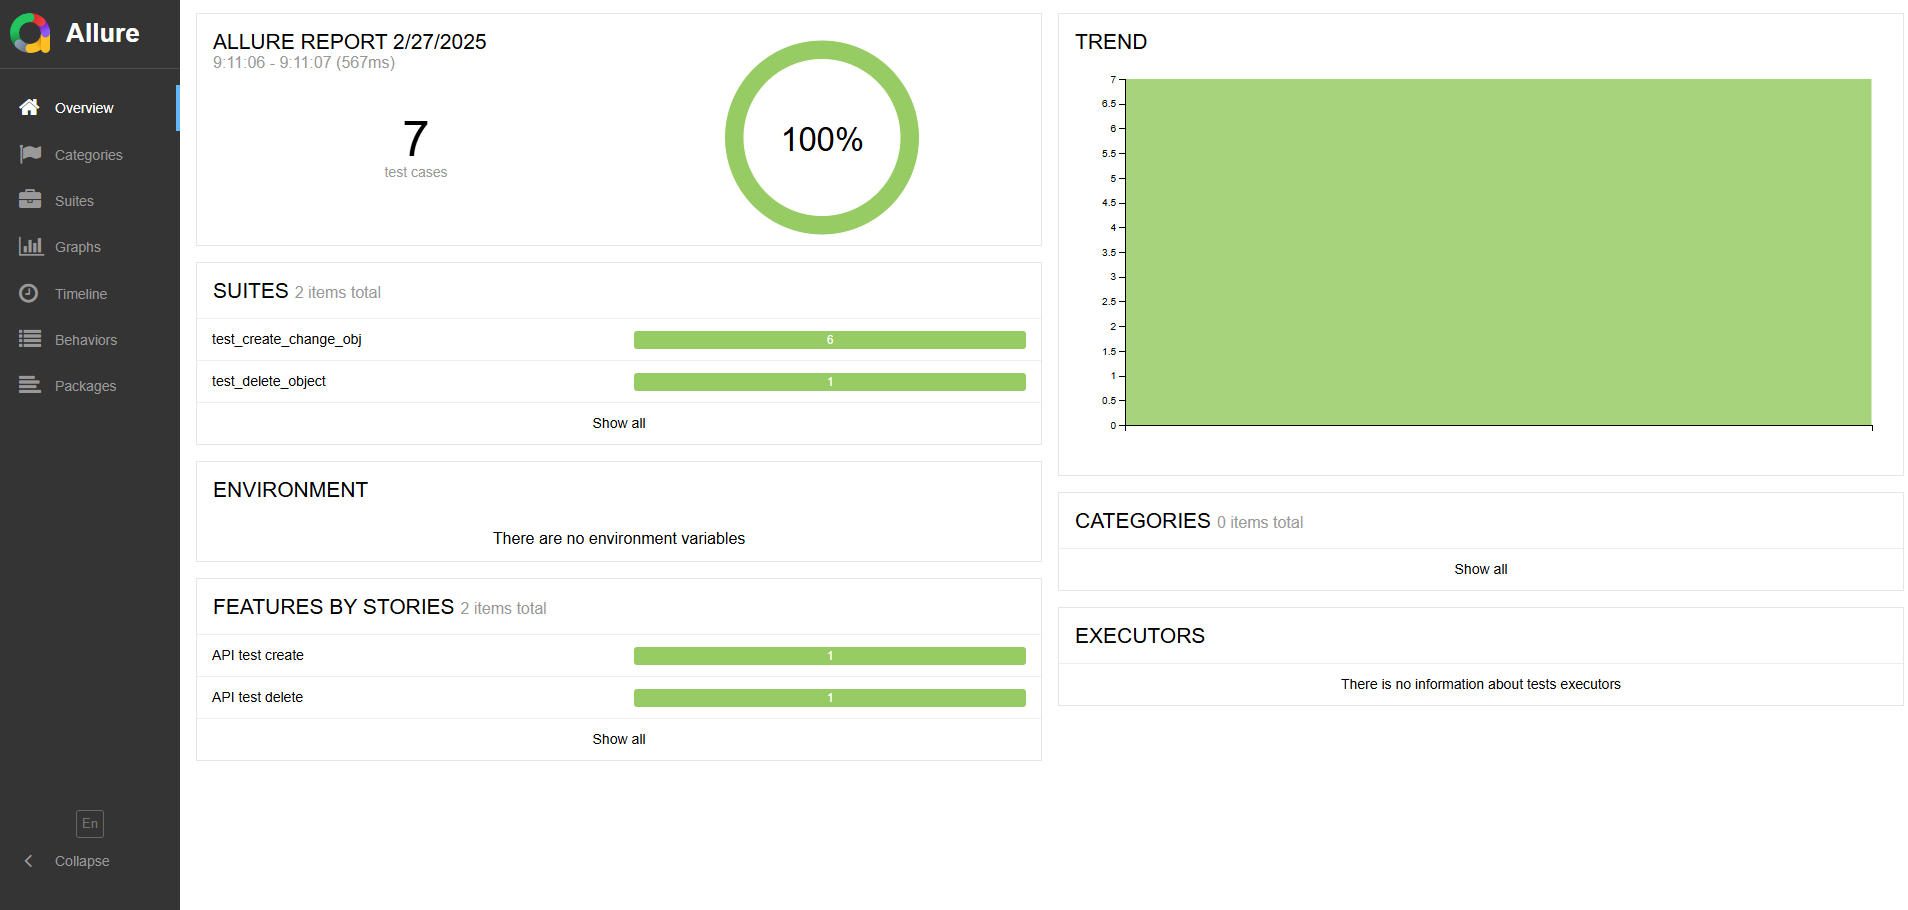 Allure
Overview
Categories
Suites
Graphs
Timeline
Behaviors
Packages
En
Collapse
ALLURE REPORT 2/27/2025
9:11:06 - 9:11:07 (567ms)
7
test cases
100%
SUITES 2 items total
test_create_change_obj 6
test_delete_object 1
Show all
ENVIRONMENT
There are no environment variables
FEATURES BY STORIES 2 items total
API test create 1
API test delete 1
Show all
TREND
7
6.5
6
5.5
5
4.5
4
3.5
3
2.5
2
1.5
1
0.5
0
CATEGORIES 0 items total
Show all
EXECUTORS
There is no information about tests executors